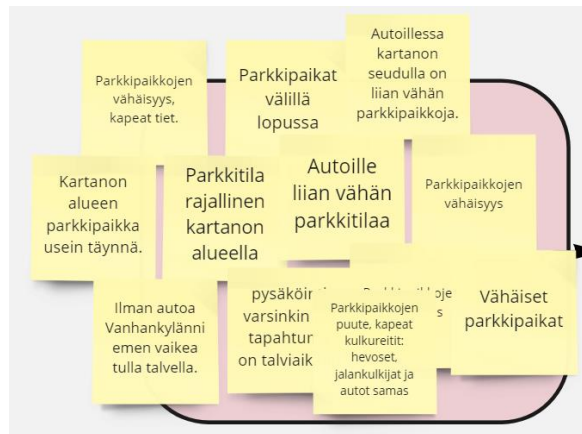 Parkkipaikkojen
vähäisyys,
kapeat tiet.
Parkkipaikat
välillä
lopussa
Autoillessa
kartanon
seudulla on
liian vähän
parkkipaikkoja.
Kartanon
alueen
parkkipaikka
usein täynnä.
Parkkitila
rajallinen
kartanon
alueella
Autoille
liian vähän
parkkitilaa
Parkkipaikkojen
vähäisyys
Ilman autoa
Vanhankylänni
emen vaikea
tulla talvella.
varsinkin
on talviaik
Parkkipaikkojen
puute, kapeat
kulkureitit:
hevoset,
jalankulkijat ja
autot samas
Vähäiset
parkkipaikat